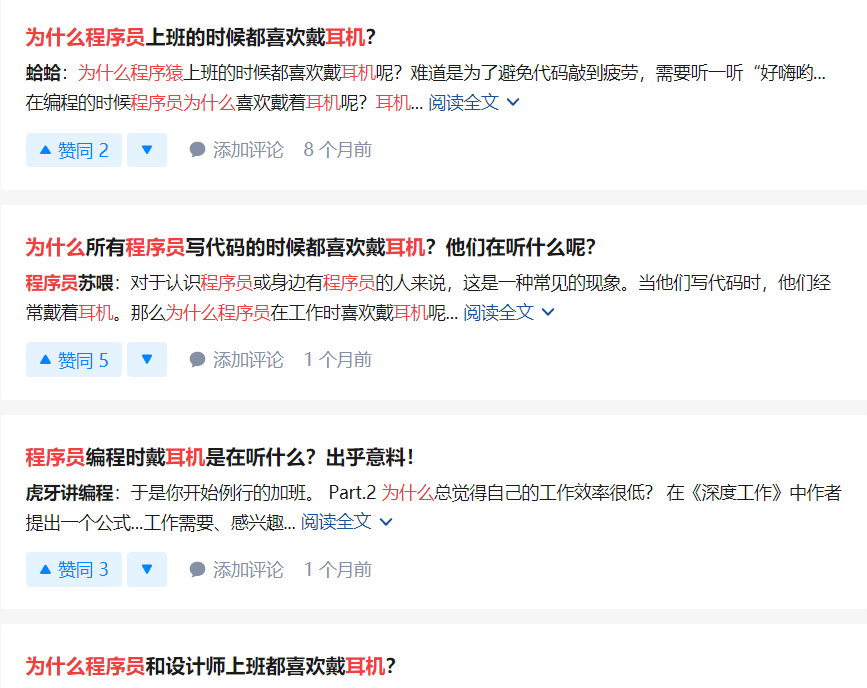 为什么程序员上班的时候都喜欢戴耳机?
蛤蛤：为什么程序猿上班的时候都喜欢戴耳机呢？难道是为了避免代码敲到疲劳，需要听一听“好嗨哟...
在编程的时候程序员为什么喜欢戴着耳机呢？耳机... 阅读全文
赞同 2 添加评论 8 个月前
为什么所有程序员写代码的时候都喜欢戴耳机？他们在听什么呢?
程序员苏喂：对于认识程序员或身边有程序员的人来说，这是一种常见的现象。当他们写代码时，他们经
常戴着耳机。那么为什么程序员在工作时喜欢戴耳机呢... 阅读全文
赞同 5 添加评论 1 个月前
程序员编程时戴耳机是在听什么？出乎意料！
虎牙讲编程：于是你开始例行的加班。 Part.2 为什么总觉得自己的工作效率很低？ 在《深度工作》中作者
提出一个公式...工作需要、感兴趣... 阅读全文
赞同 3 添加评论 1 个月前
为什么程序员和设计师上班都喜欢戴耳机?